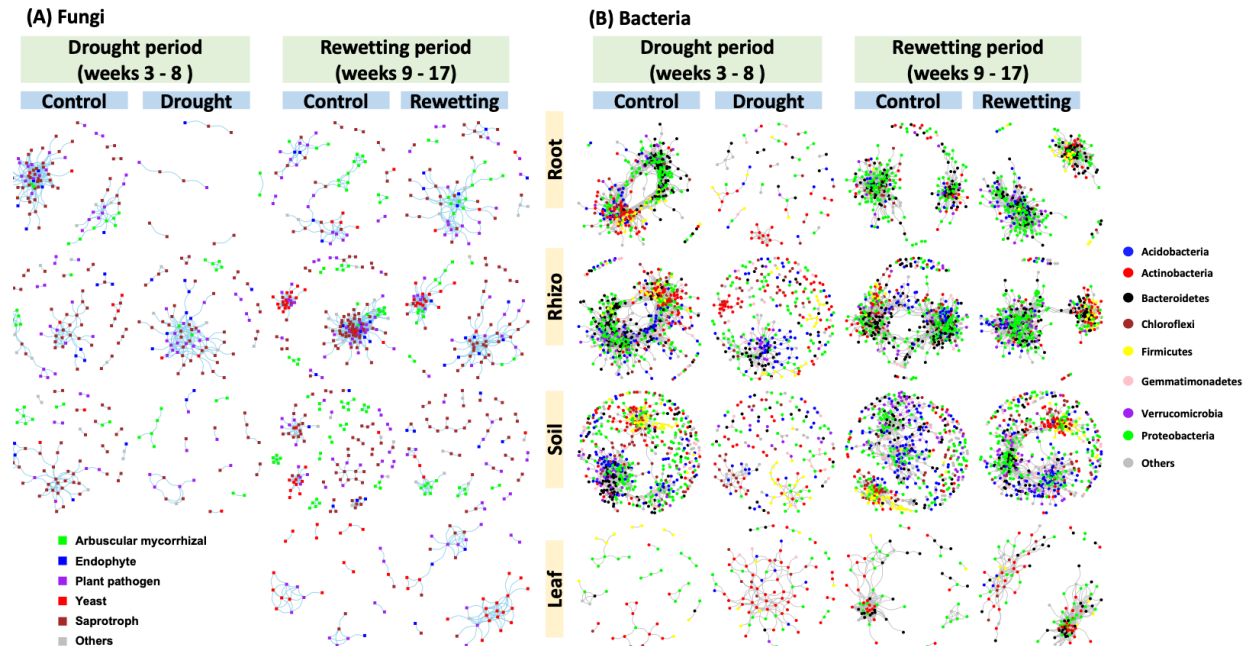 (A) Fungi
(B) Bacteria
Drought period
(weeks 3 - 8 )
Rewetting period
(weeks 9 - 17)
Drought period
(weeks 3 - 8 )
Rewetting period
(weeks 9 - 17)
Control
Drought
Control
Rewetting
Control
Drought
Control
Rewetting
Root
Rhizo
Soil
Leaf
Arbuscular mycorrhizal
Endophyte
Plant pathogen
Yeast
Saprotroph
Others
Acidobacteria
Actinobacteria
Bacteroidetes
Chloroflexi
Firmicutes
Gemmatimonadetes
Verrucomicrobia
Proteobacteria
Others